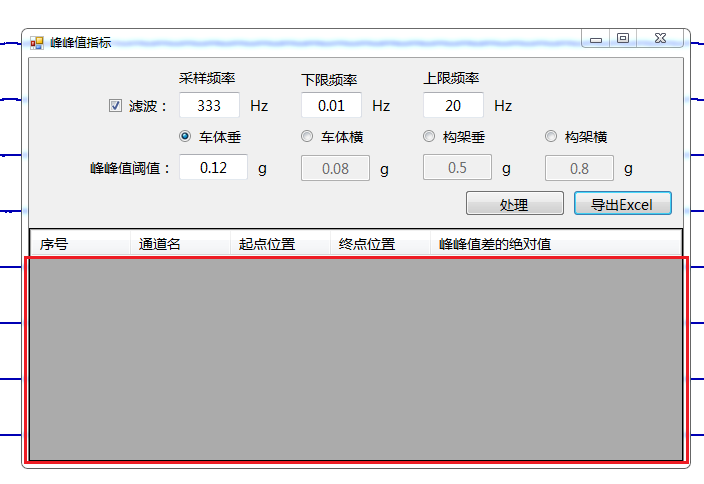 峰峰值指标
采样频率 下限频率 上限频率
滤波： 333 Hz 0.01 Hz 20 Hz
车体垂 车体横 构架垂 构架横
峰峰值阈值： 0.12 g 0.08 g 0.5 g 0.8 g
处理 导出Excel
序号 通道名 起点位置 终点位置 峰峰值差的绝对值